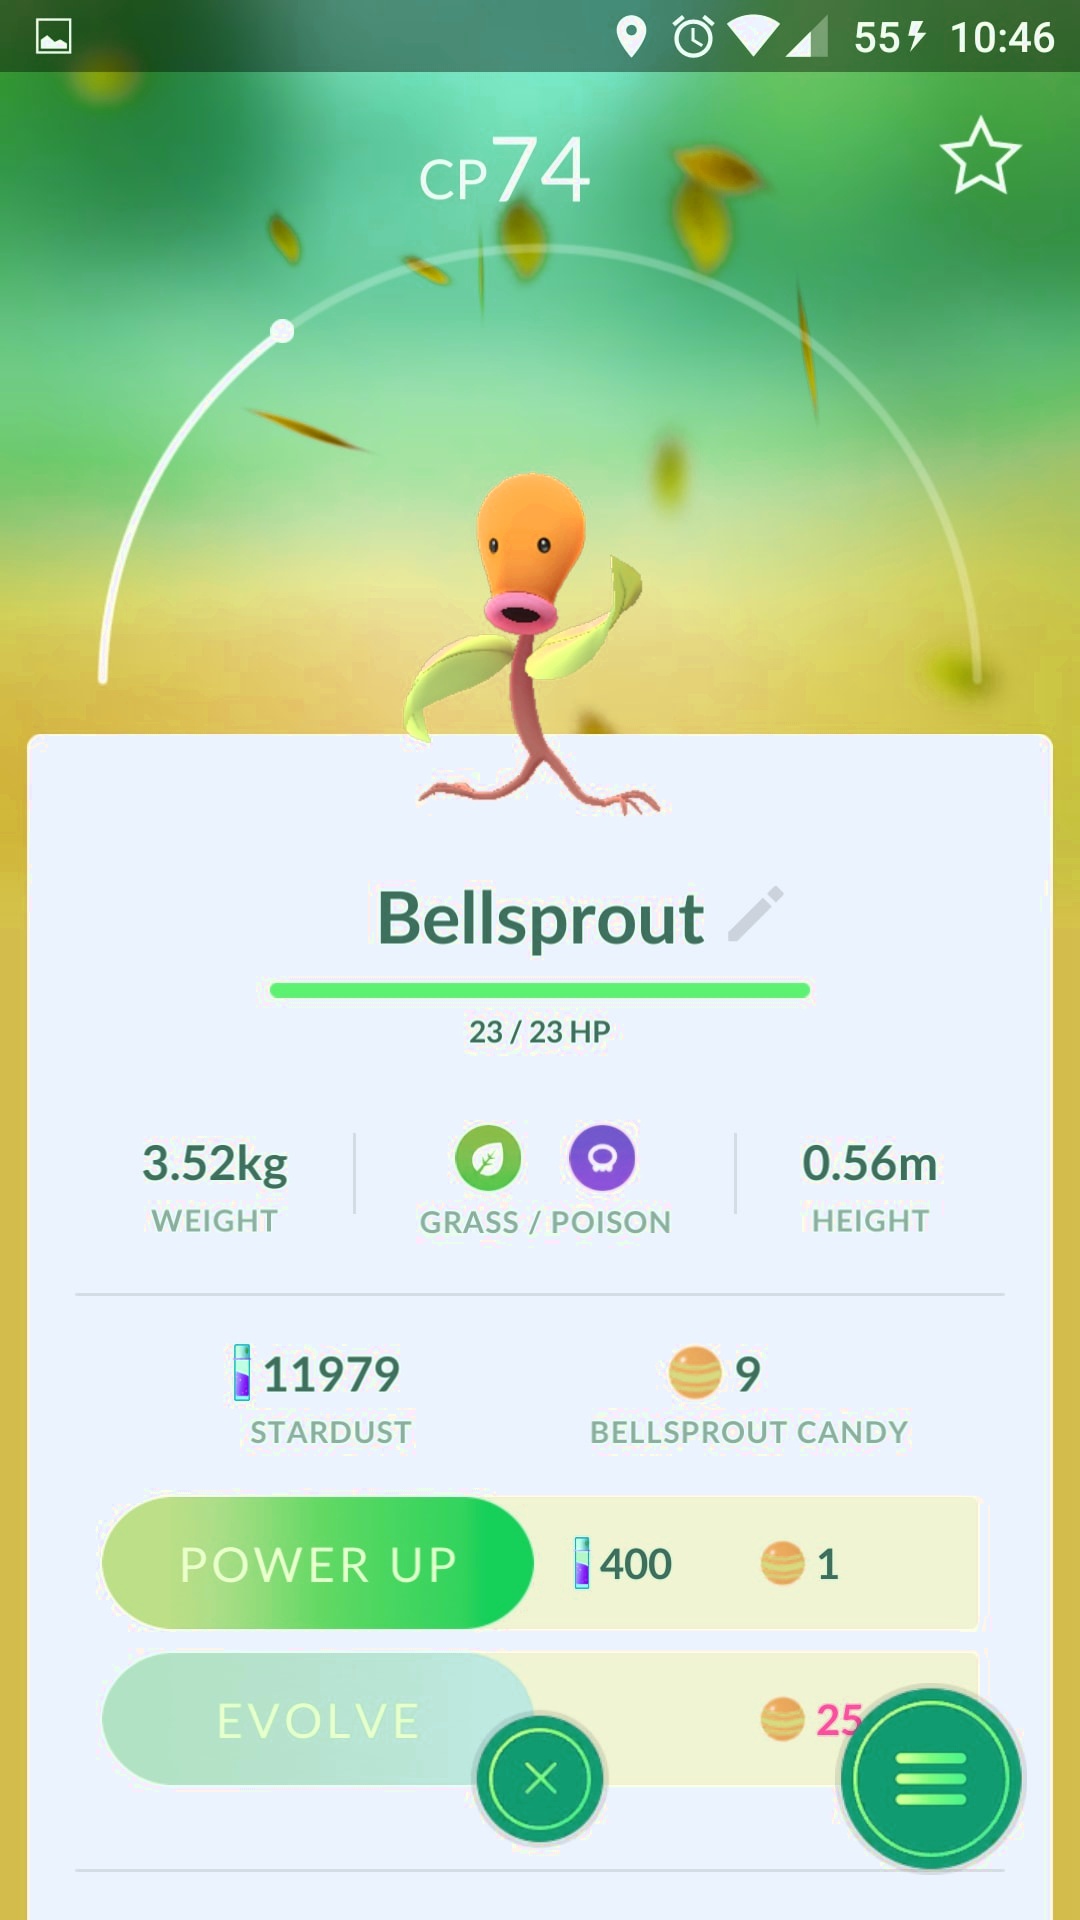 55 10:46
CP74
Bellsprout
23 / 23 HP
3.52kg
WEIGHT
GRASS / POISON
0.56m
HEIGHT
11979
STARDUST
9
BELLSPROUT CANDY
POWER UP 400 1
EVOLVE 25